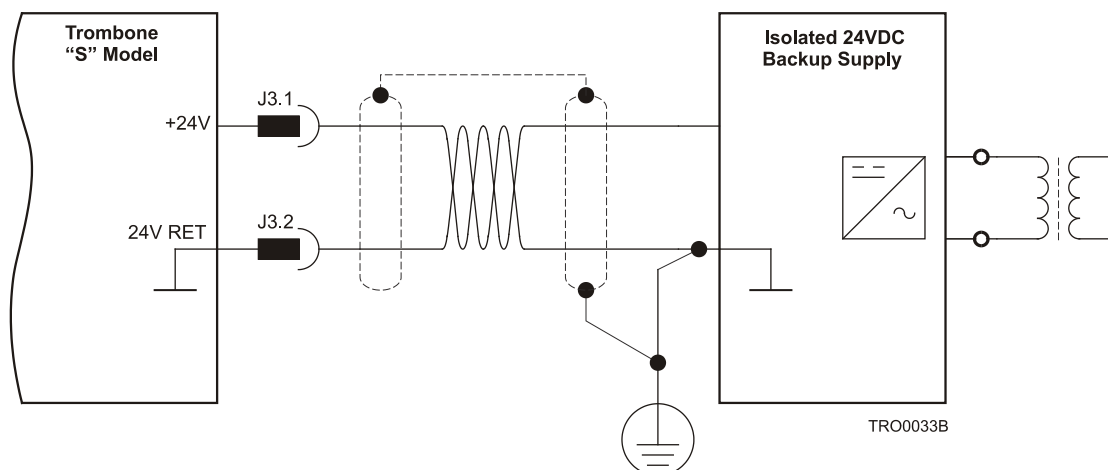 Trombone
“S” Model
Isolated 24VDC
Backup Supply
J3.1
+24V
J3.2
24V RET
TRO0033B